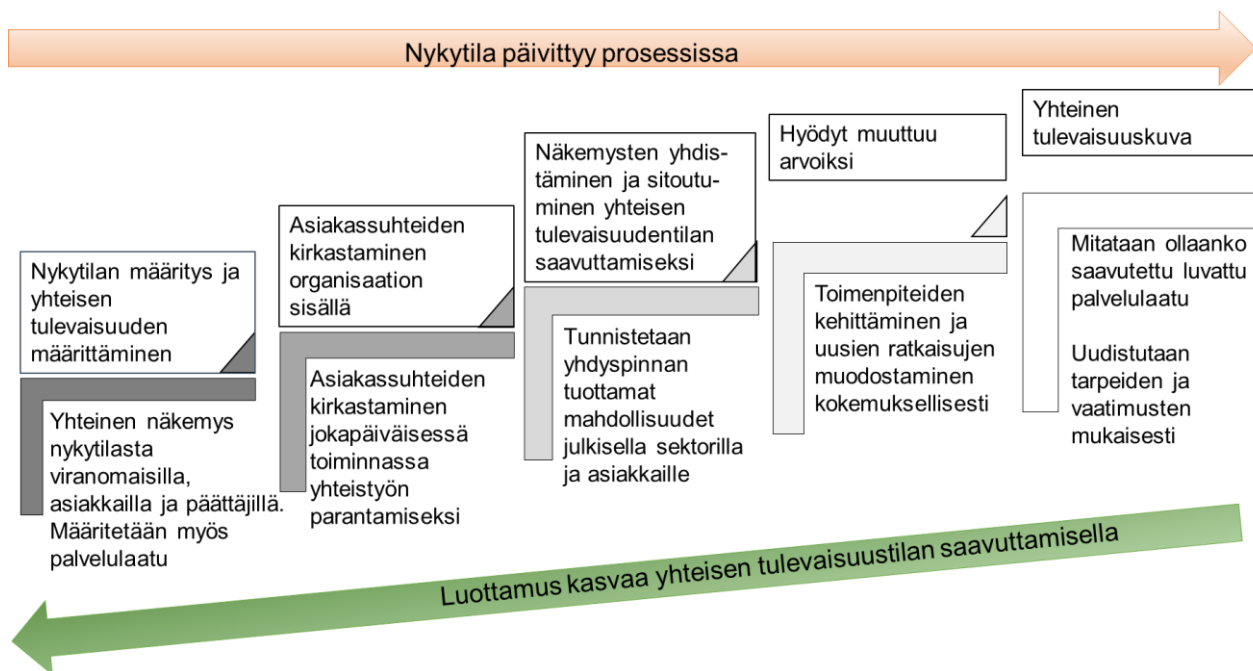 Nykytila päivittyy prosessissa
Nykytilan määritys ja
yhteisen
tulevaisuuden
määrittäminen
Yhteinen näkemys
nykytilasta
viranomaisilla,
asiakkailla ja päättäjillä.
Määritetään myös
palvelulaatu
Asiakassuhteiden
kirkastaminen
organisaation
sisällä
Asiakassuhteiden
kirkastaminen
jokapäiväisessä
toiminnassa
yhteistyön
parantamiseksi
Näkemysten yhdis-
täminen ja sitoutu-
minen yhteisen
tulevaisuudentilan
saavuttamiseksi
Tunnistetaan
yhdyspinnan
tuottamat
mahdollisuudet
julkisella sektorilla
ja asiakkaille
Hyödyt muuttuu
arvoiksi
Toimenpiteiden
kehittäminen ja
uusien ratkaisujen
muodostaminen
kokemuksellisesti
Yhteinen
tulevaisuuskuva
Mitataan ollaanko
saavutettu luvattu
palvelulaatu
Uudistutaan
tarpeiden ja
vaatimusten
mukaisesti
Luottamus kasvaa yhteisen tulevaisuustilan saavuttamisella